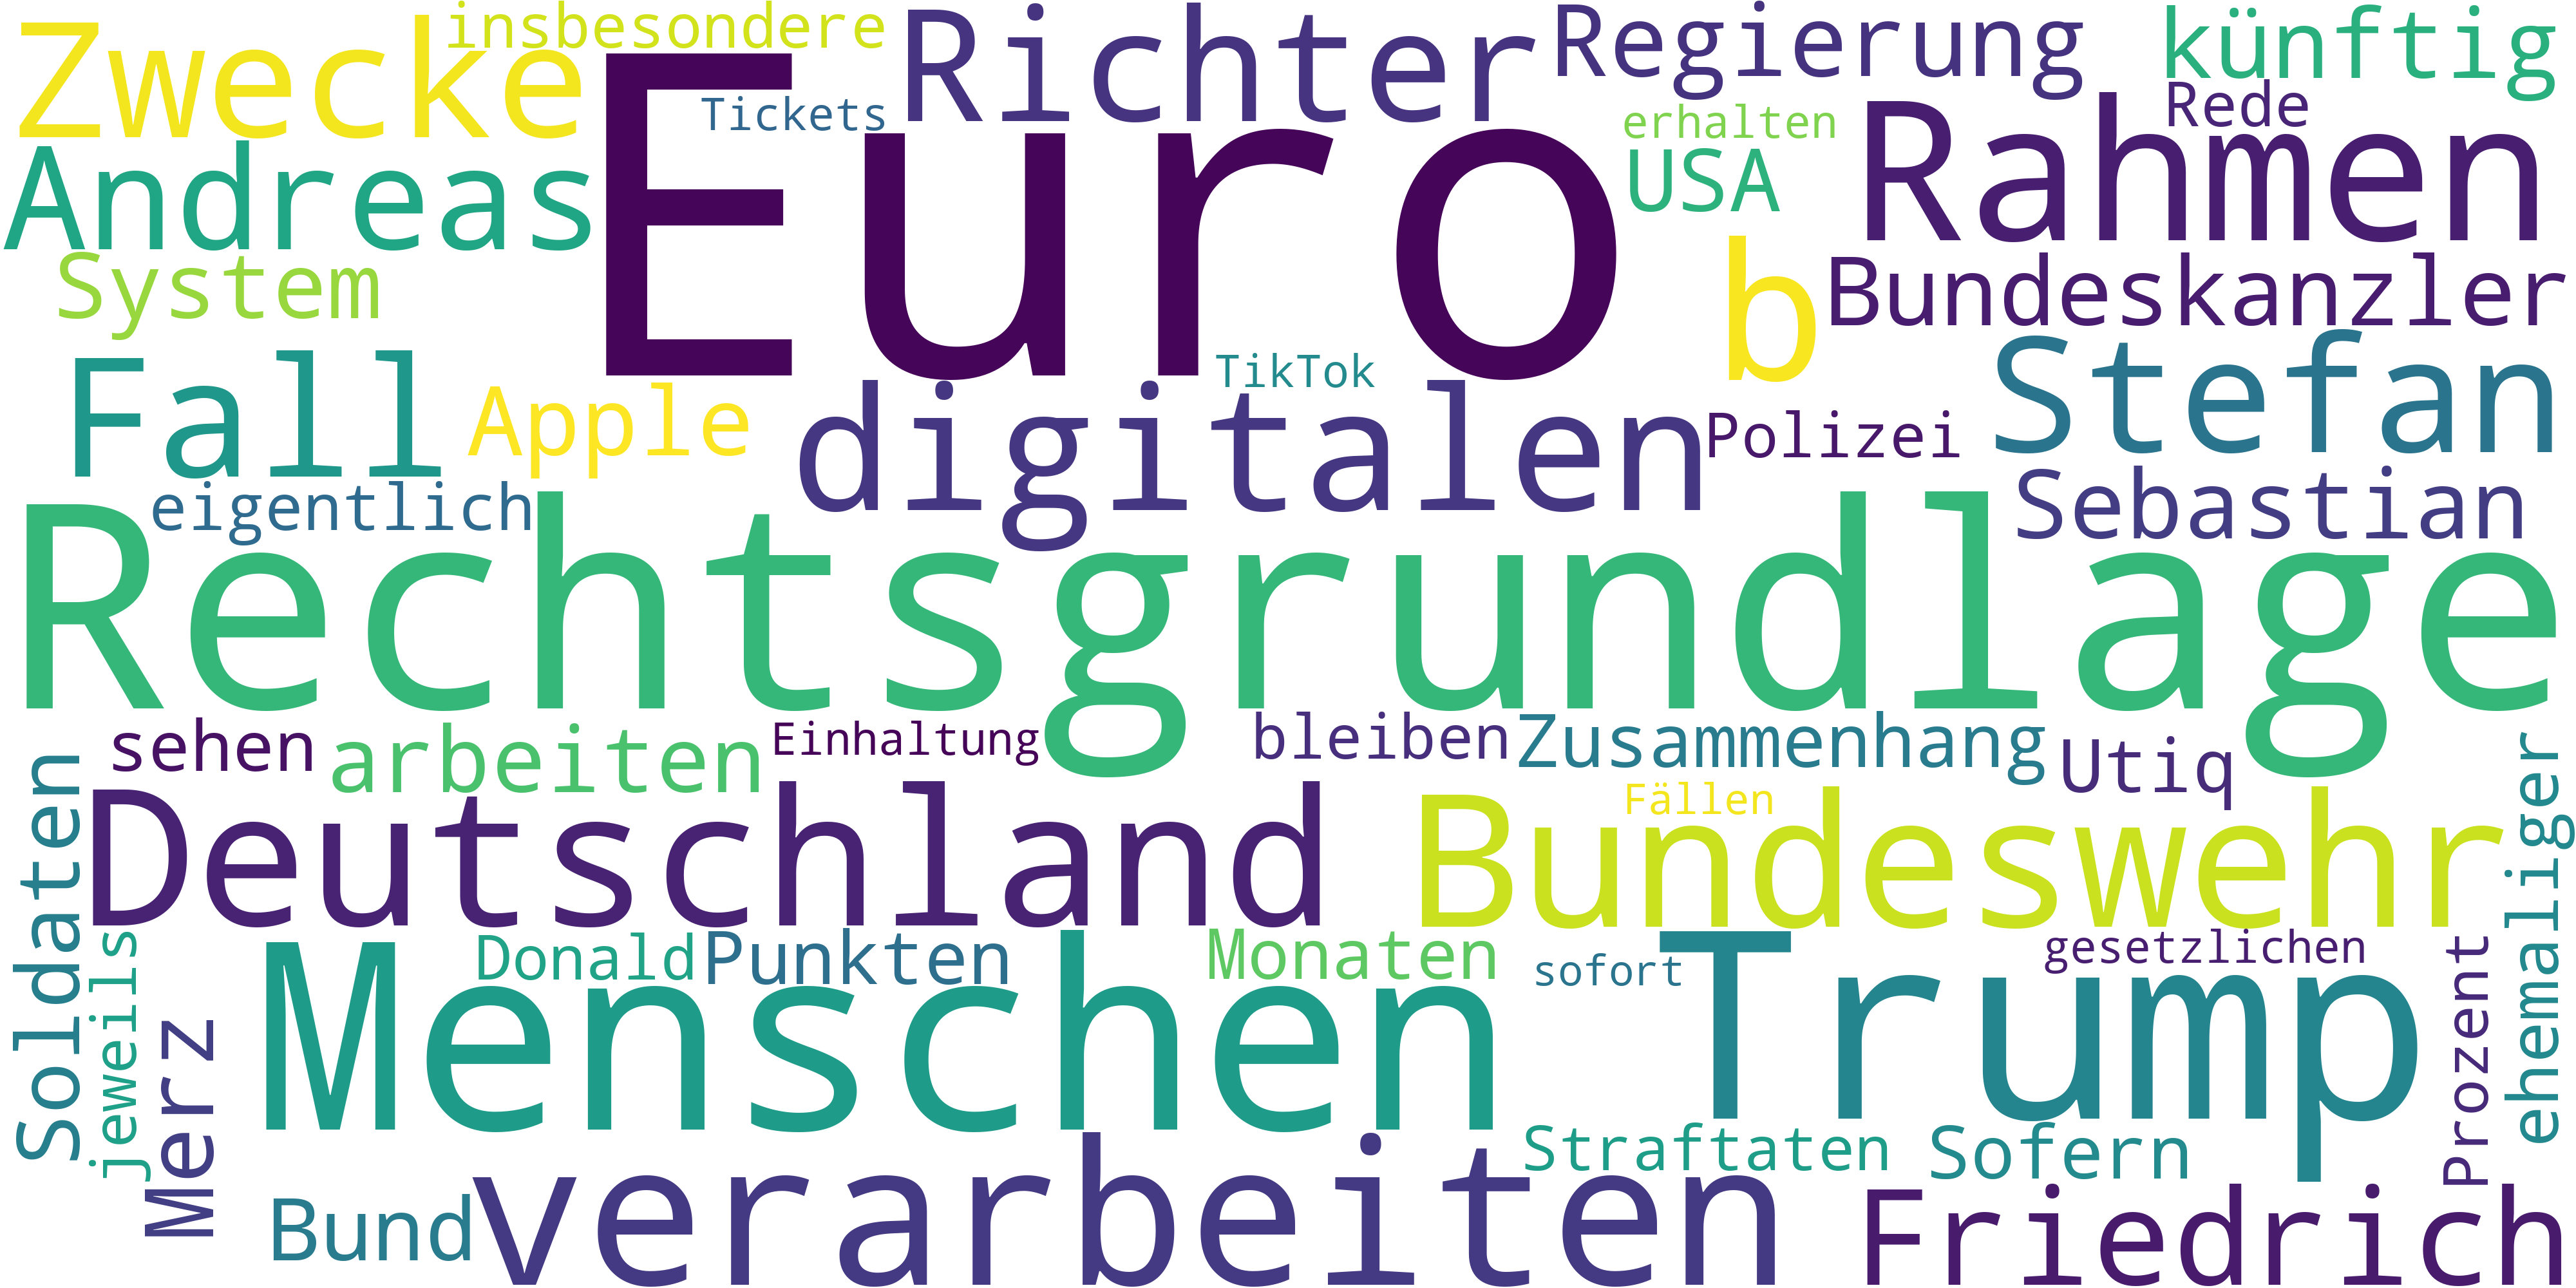 insbesondere
Zwecke
Euro
Richter
Regierung
künftig
Tickets
erhalten
Rede
Andreas
USA
Rahmen
System
b
Bundeskanzler
Fall
Apple
TikTok
digitalen
Polizei
Stefan
eigentlich
Sebastian
Rechtsgrundlage
sehen
arbeiten
Einhaltung
bleiben
Zusammenhang
Utiq
ehemaliger
Soldaten
Deutschland
Fällen
Bundeswehr
jeweils
Donald
Punkten
Monaten
sofort
gesetzlichen
Prozent
Merz
Menschen
Trump
Straftaten
Sofern
Bund
verarbeiten
Friedrich